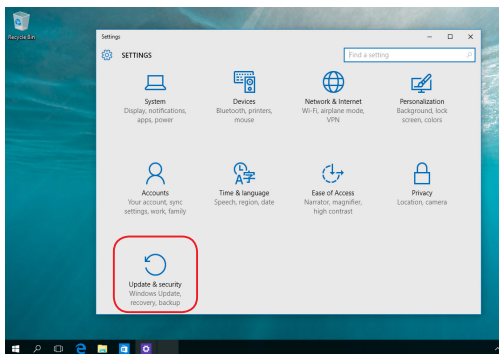 Recycle Bin
Settings
SETTINGS
Find a setting
System
Display, notifications,
apps, power
Devices
Bluetooth, printers,
mouse
Network & Internet
Wi-Fi, airplane mode,
VPN
Personalization
Background, lock
screen, colors
Accounts
Your account, sync
settings, work, family
Time & language
Speech, region, date
Ease of Access
Narrator, magnifier,
high contrast
Privacy
Location, camera
Update & security
Windows Update,
recovery, backup